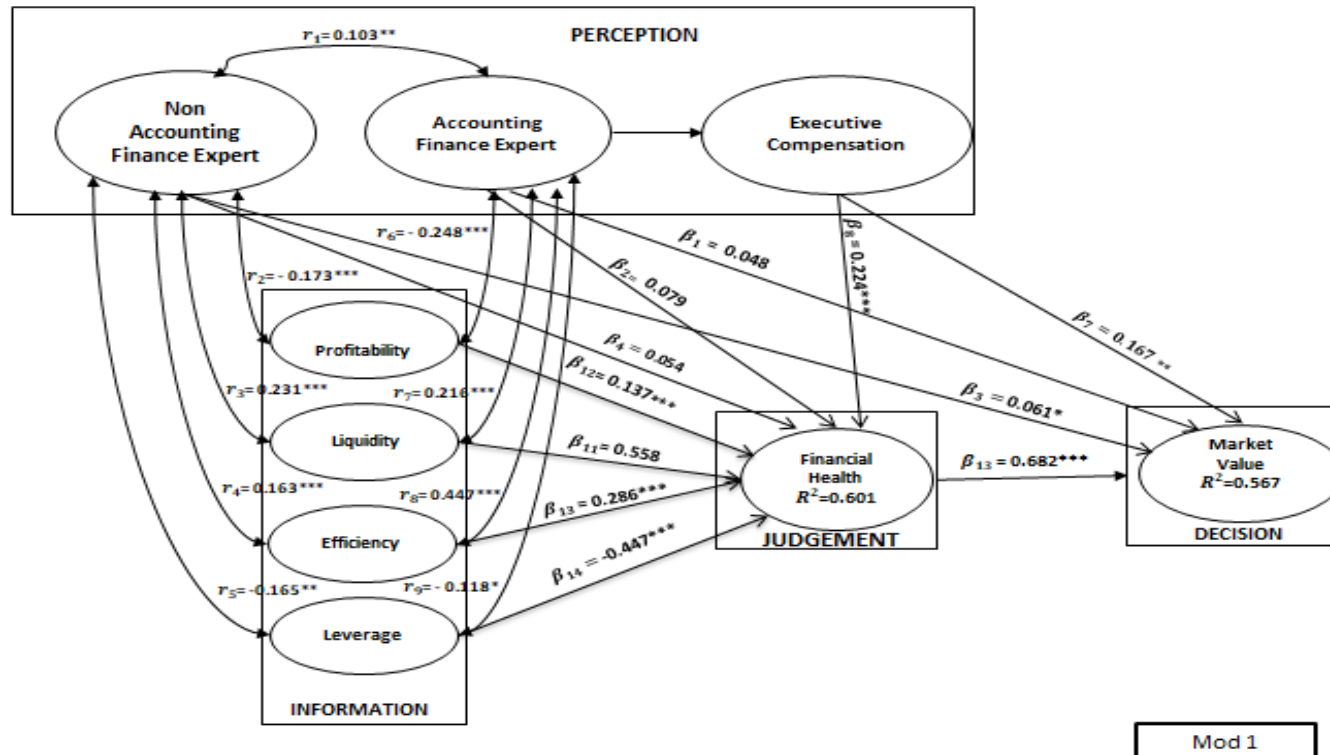 PERCEPTION
r₁= 0.103**
Non
Accounting
Finance Expert
Accounting
Finance Expert
Executive
Compensation
r₆= - 0.248***
r₂= - 0.173***
β₁ = 0.048
β₂= 0.079
β₈ = 0.224***
β₇ = 0.167 **
β₄ = 0.054
β₃ = 0.061*
Profitability
β₁₂= 0.137***
r₃= 0.231***
r₇= 0.216***
Liquidity
β₁₁= 0.558
r₄= 0.163***
r₈= 0.447***
β₁₃ = 0.286***
Efficiency
r₅= -0.165**
r₉= - 0.118*
β₁₄ = -0.447***
Leverage
INFORMATION
Financial
Health
R²=0.601
JUDGEMENT
β₁₃ = 0.682***
Market
Value
R²=0.567
DECISION
Mod 1